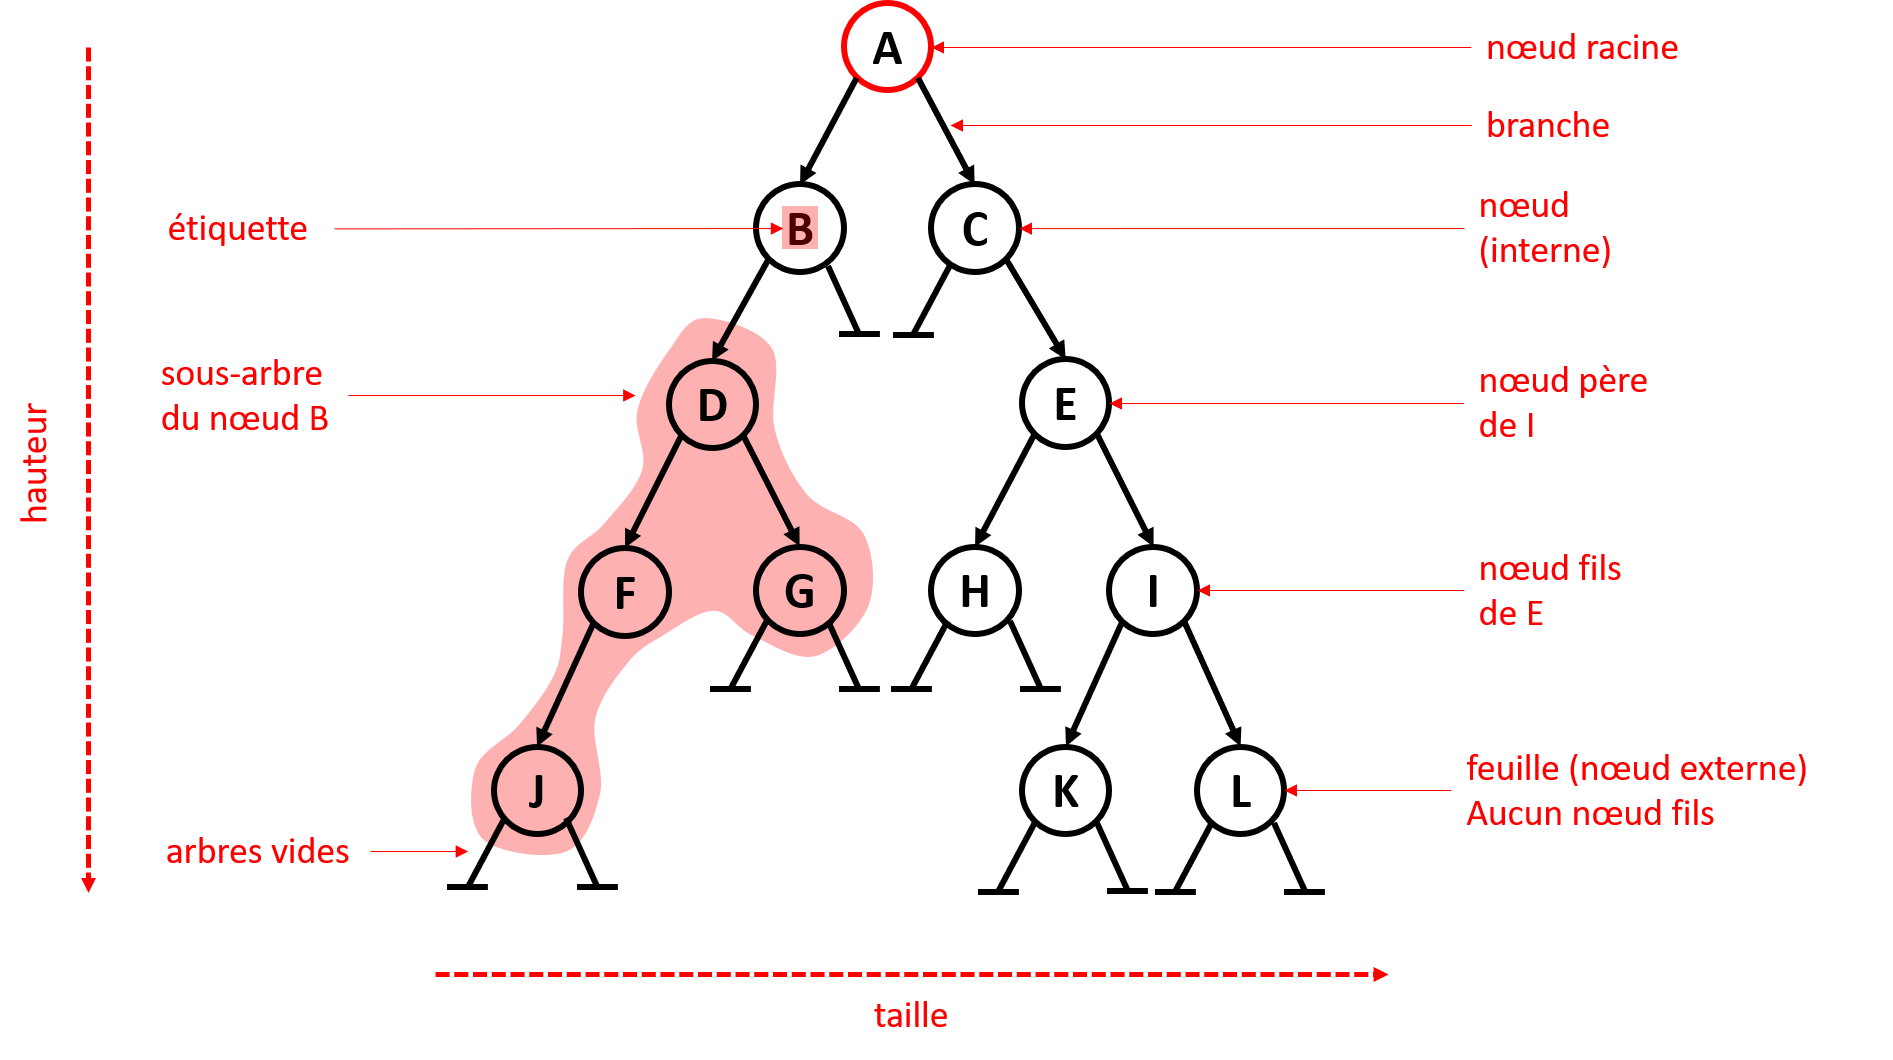 A
nœud racine
branche
étiquette
B
C
nœud
(interne)
sous-arbre
du nœud B
D
E
nœud père
de I
hauteur
F
G
H
I
nœud fils
de E
J
K
L
feuille (nœud externe)
Aucun nœud fils
arbres vides
taille